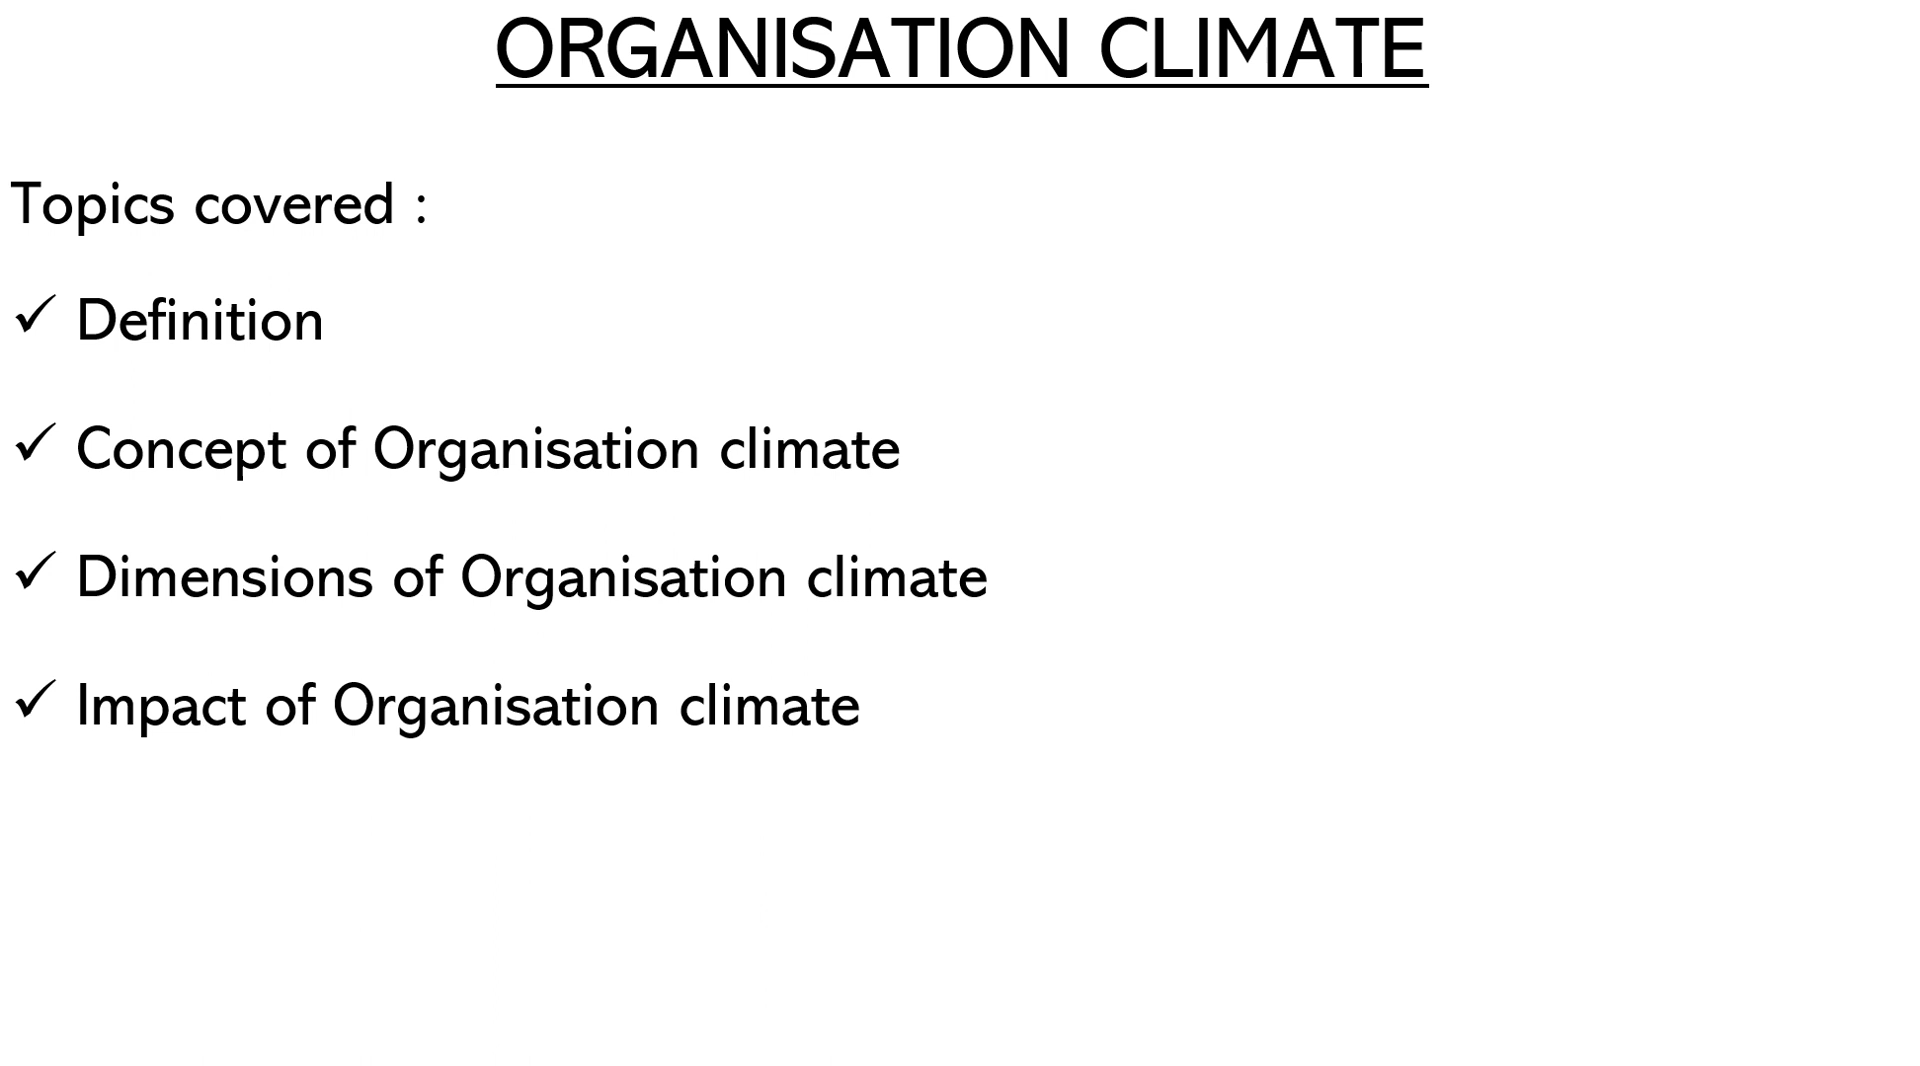 ORGANISATION CLIMATE
Topics covered :
✓ Definition
✓ Concept of Organisation climate
✓ Dimensions of Organisation climate
✓ Impact of Organisation climate